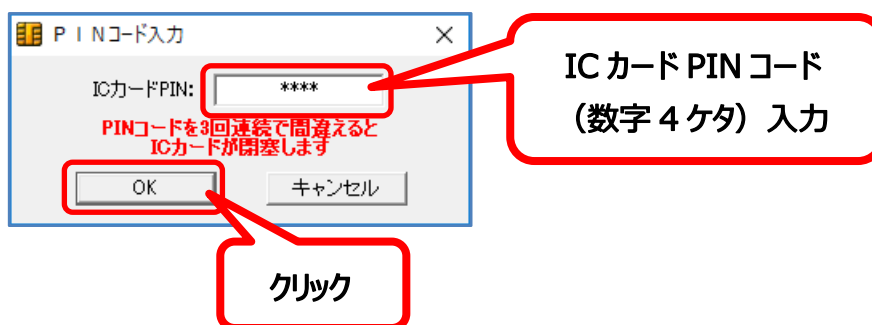 PINコード入力
ICカードPIN:
****
PINコードを3回連続で間違えると
ICカードが閉塞します
OK
キャンセル
ICカードPINコード
（数字4ケタ）入力
クリック